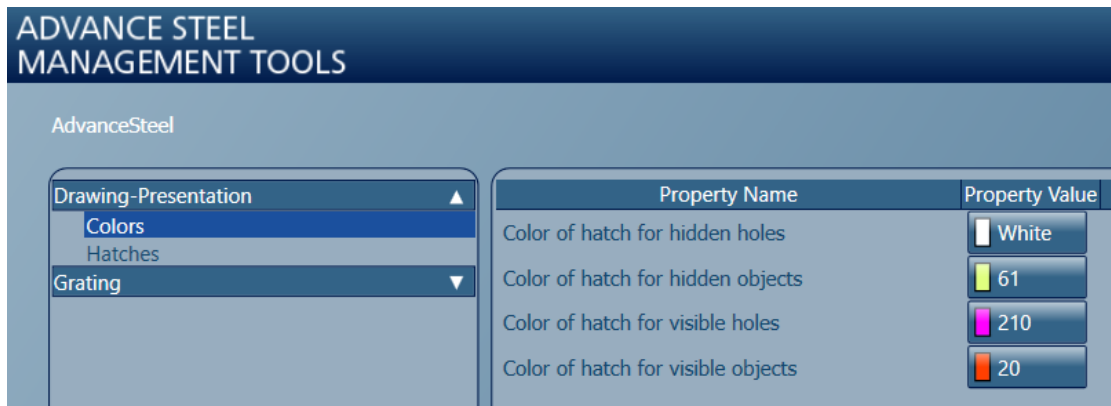 ADVANCE STEEL
MANAGEMENT TOOLS
AdvanceSteel
Drawing-Presentation
Colors
Hatches
Grating
Property Name Property Value
Color of hatch for hidden holes White
Color of hatch for hidden objects 61
Color of hatch for visible holes 210
Color of hatch for visible objects 20